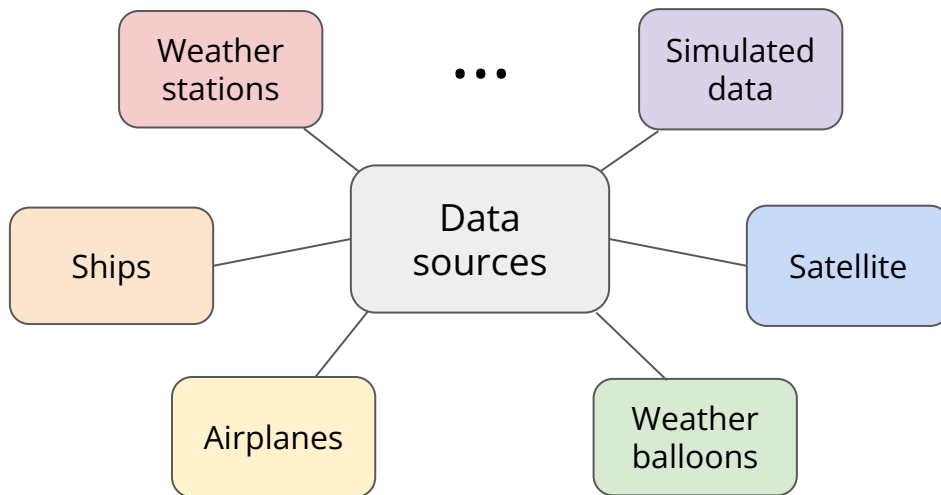 Weather
stations
...
Simulated
data
Data
sources
Ships
Satellite
Airplanes
Weather
balloons